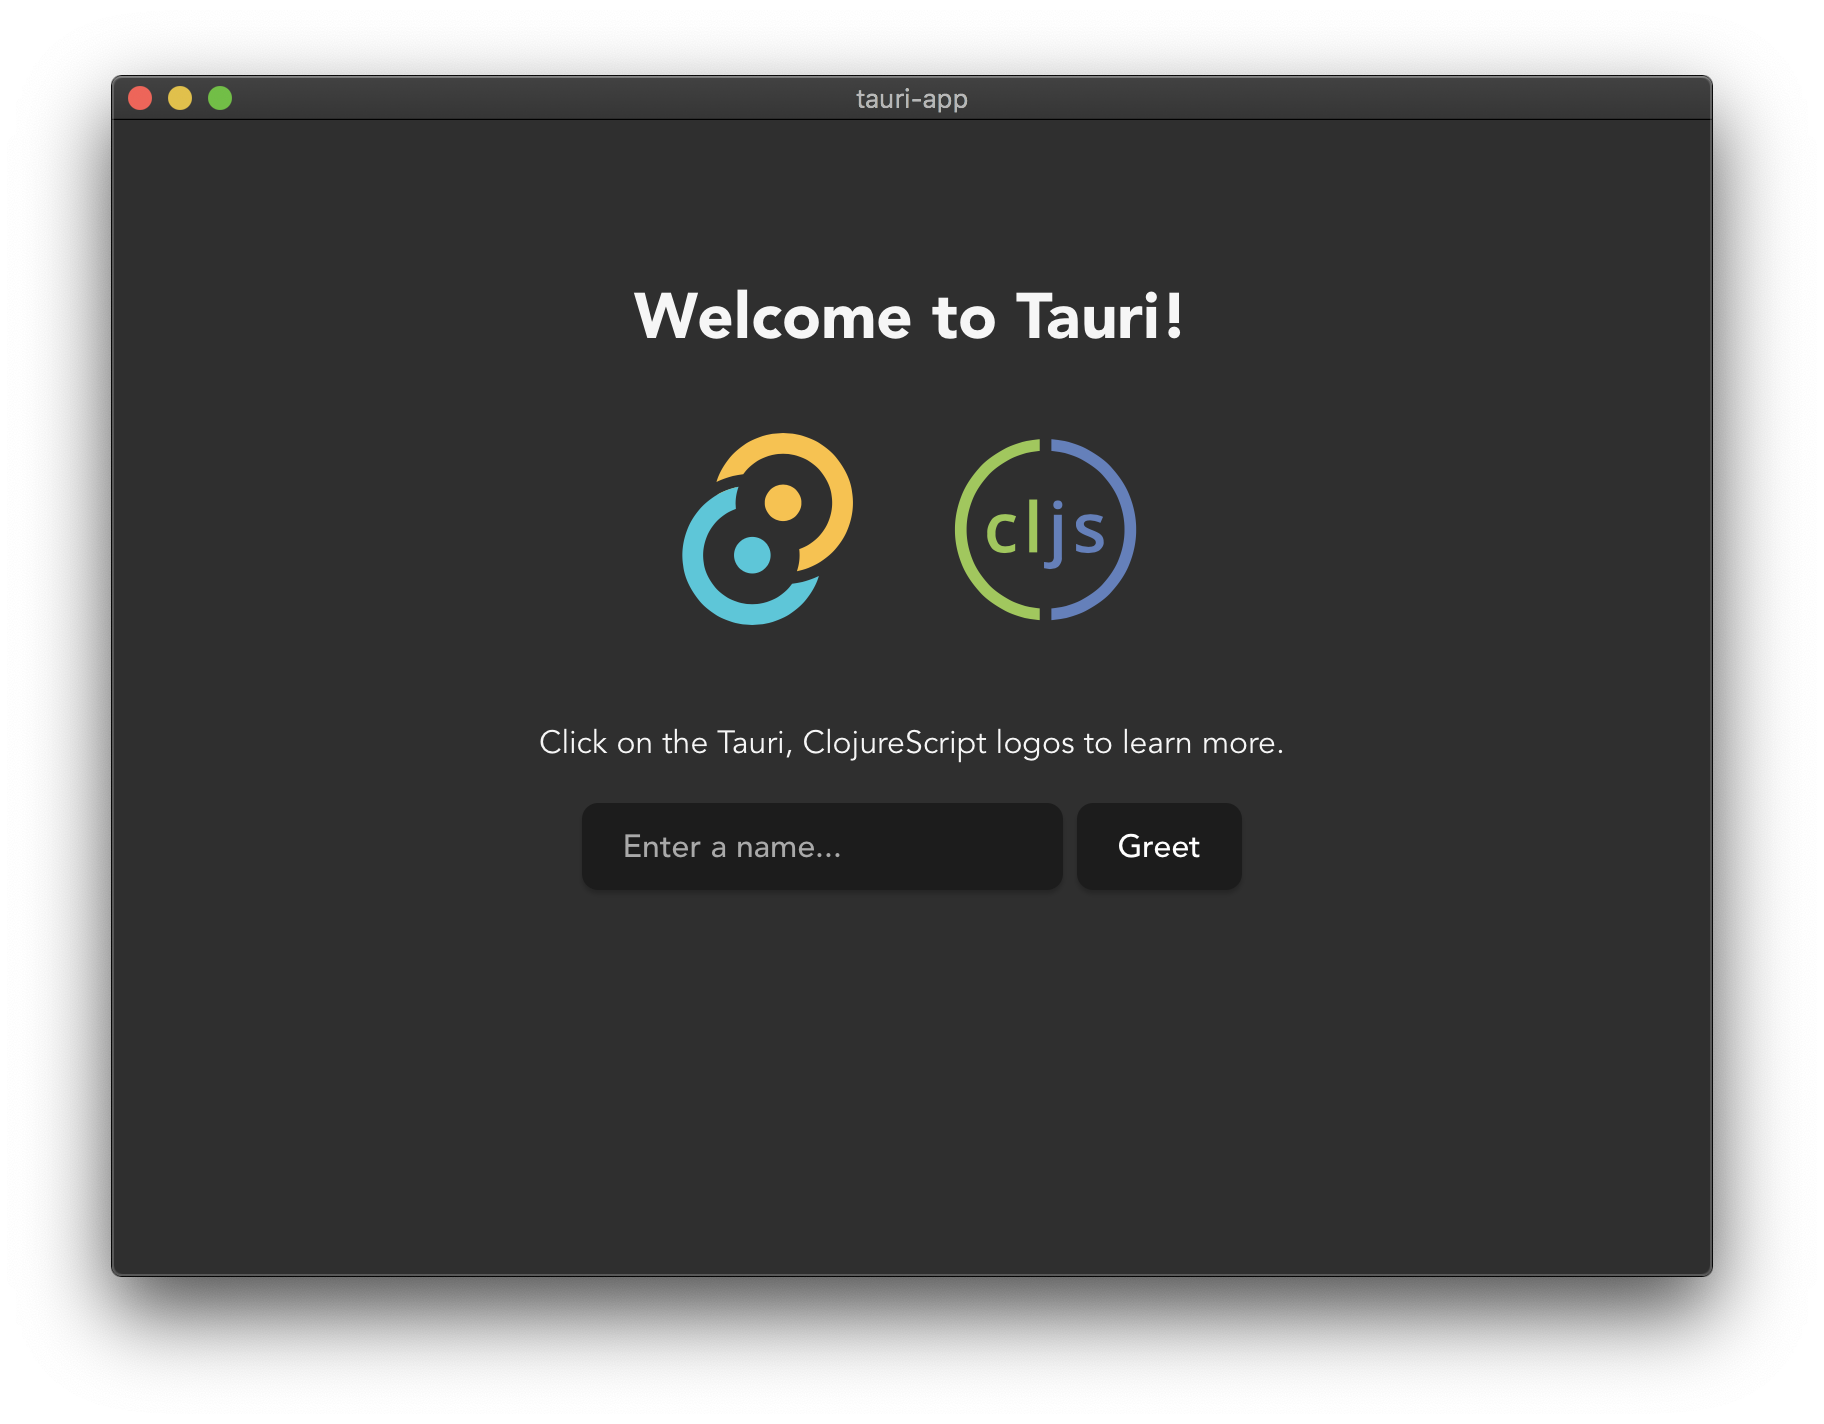 tauri-app
Welcome to Tauri!
cljs
Click on the Tauri, ClojureScript logos to learn more.
Enter a name...
Greet